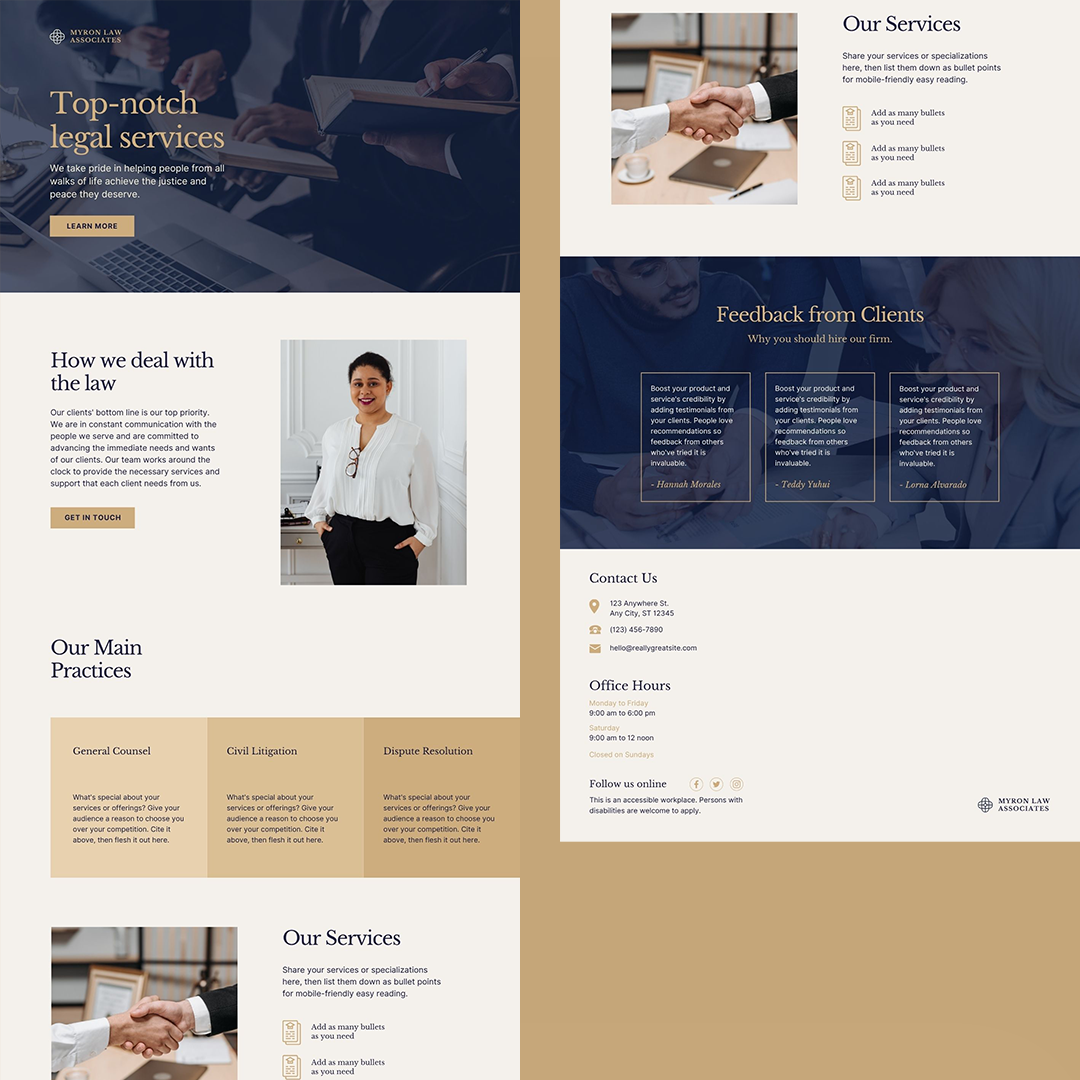 MYRON LAW
ASSOCIATES
Top-notch
legal services
We take pride in helping people from all
walks of life achieve the justice and
peace they deserve.
LEARN MORE
How we deal with
the law
Our clients' bottom line is our top priority.
We are in constant communication with the
people we serve and are committed to
advancing the immediate needs and wants
of our clients. Our team works around the
clock to provide the necessary services and
support that each client needs from us.
GET IN TOUCH
Our Main
Practices
General Counsel
What's special about your
services or offerings? Give your
audience a reason to choose you
over your competition. Cite it
above, then flesh it out here.
Civil Litigation
What's special about your
services or offerings? Give your
audience a reason to choose you
over your competition. Cite it
above, then flesh it out here.
Dispute Resolution
What's special about your
services or offerings? Give your
audience a reason to choose you
over your competition. Cite it
above, then flesh it out here.
Our Services
Share your services or specializations
here, then list them down as bullet points
for mobile-friendly easy reading.
Add as many bullets
as you need
Add as many bullets
as you need
Our Services
Share your services or specializations
here, then list them down as bullet points
for mobile-friendly easy reading.
Add as many bullets
as you need
Add as many bullets
as you need
Add as many bullets
as you need
Feedback from Clients
Why you should hire our firm.
Boost your product and
service's credibility by
adding testimonials from
your clients. People love
recommendations so
feedback from others
who've tried it is
invaluable.
- Hannah Morales
Boost your product and
service's credibility by
adding testimonials from
your clients. People love
recommendations so
feedback from others
who've tried it is
invaluable.
- Teddy Yuhui
Boost your product and
service's credibility by
adding testimonials from
your clients. People love
recommendations so
feedback from others
who've tried it is
invaluable.
- Lorna Alvarado
Contact Us
123 Anywhere St.
Any City, ST 12345
(123) 456-7890
hello@reallygreatsite.com
Office Hours
Monday to Friday
9:00 am to 6:00 pm
Saturday
9:00 am to 12 noon
Closed on Sundays
Follow us online
This is an accessible workplace. Persons with
disabilities are welcome to apply.
MYRON LAW
ASSOCIATES